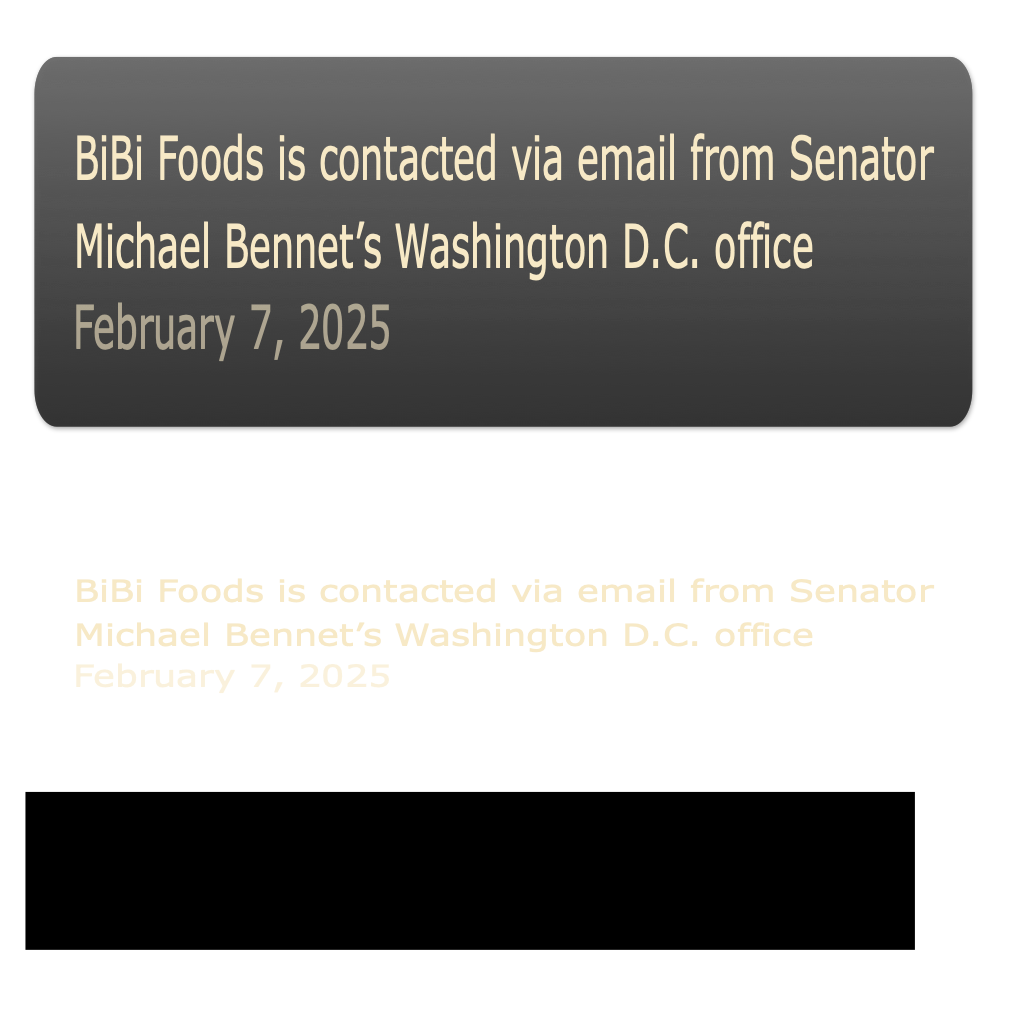 BiBi Foods is contacted via email from Senator
Michael Bennet’s Washington D.C. office
February 7, 2025
BiBi Foods is contacted via email from Senator
Michael Bennet’s Washington D.C. office
February 7, 2025